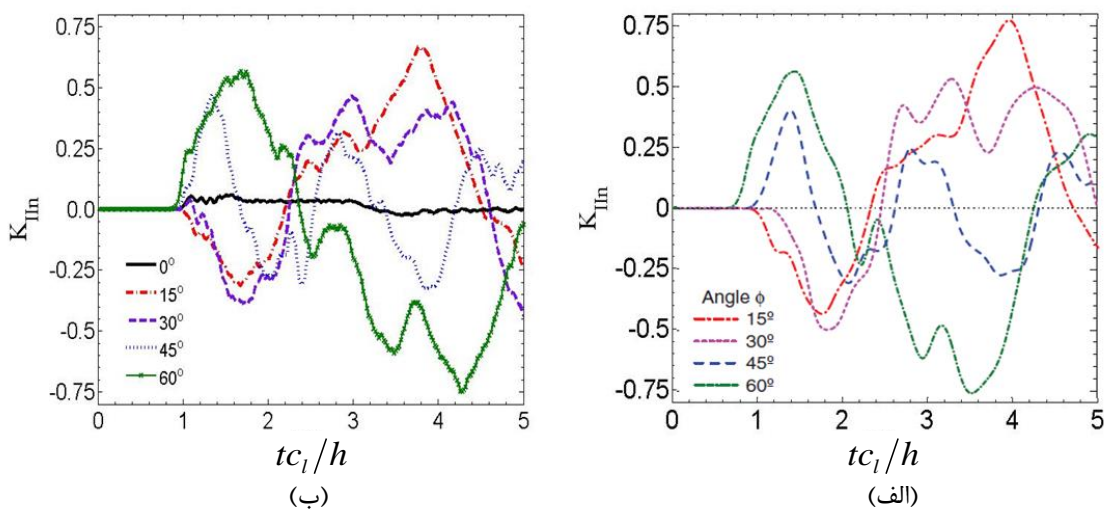 0.75
0.5
0.25
0.0
-0.25
-0.5
-0.75
K_IIn
0°
15°
30°
45°
60°
0 1 2 3 4 5
tc_l/h
(ب)
0.75
0.5
0.25
0.0
-0.25
-0.5
-0.75
K_IIn
Angle ϕ
15º
30º
45º
60º
0 1 2 3 4 5
tc_l/h
(الف)